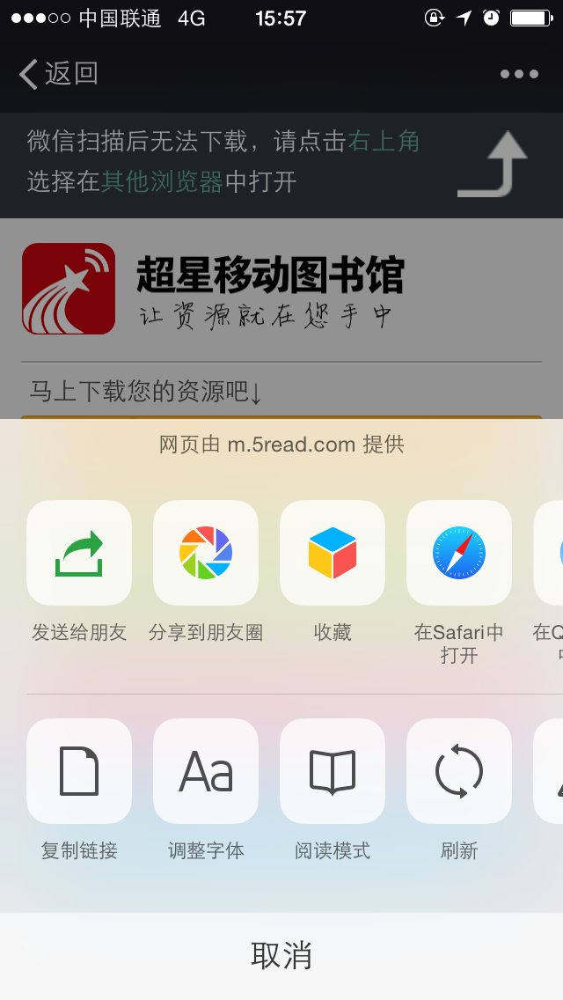 中国联通 4G 15:57
返回
微信扫描后无法下载，请点击右上角
选择在其他浏览器中打开
超星移动图书馆
让资源就在您手中
马上下载您的资源吧↓
网页由 m.5read.com 提供
发送给朋友 分享到朋友圈 收藏 在Safari中 在Q
打开 中
Aa
复制链接 调整字体 阅读模式 刷新
取消